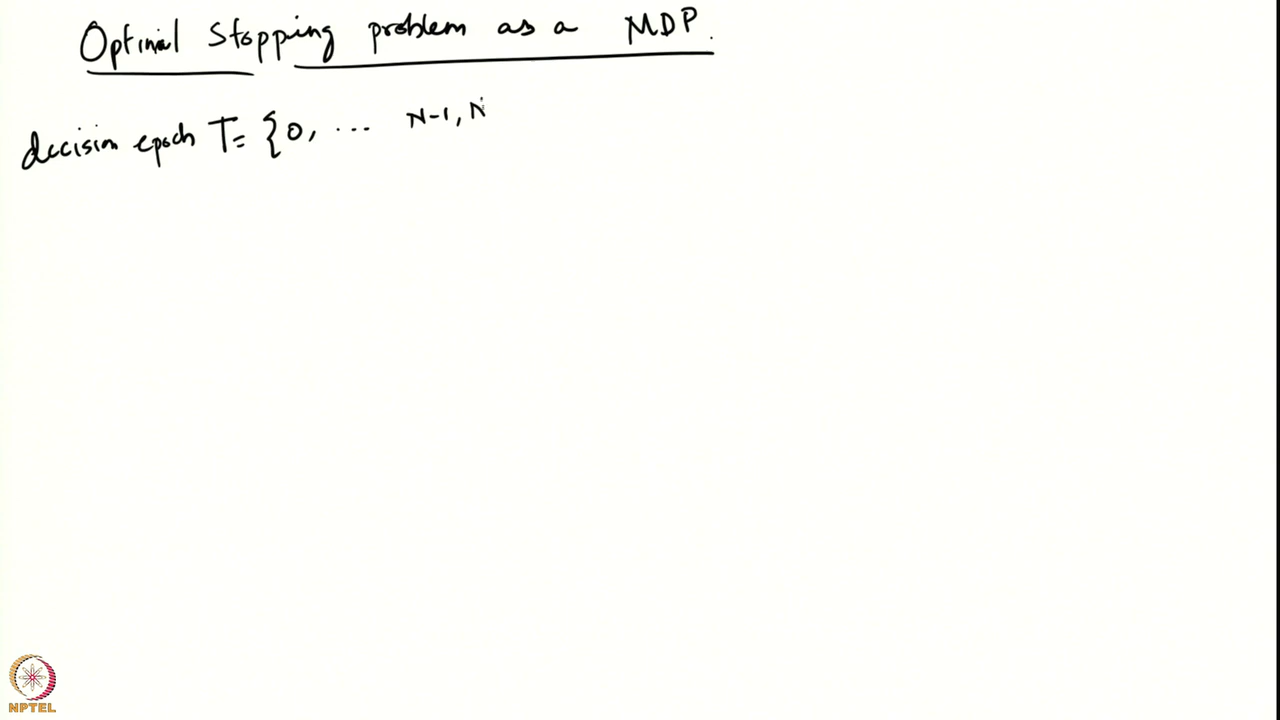 Optimal Stopping problem as a MDP.
decision epoch T = {0, ... N-1, N
NPTEL